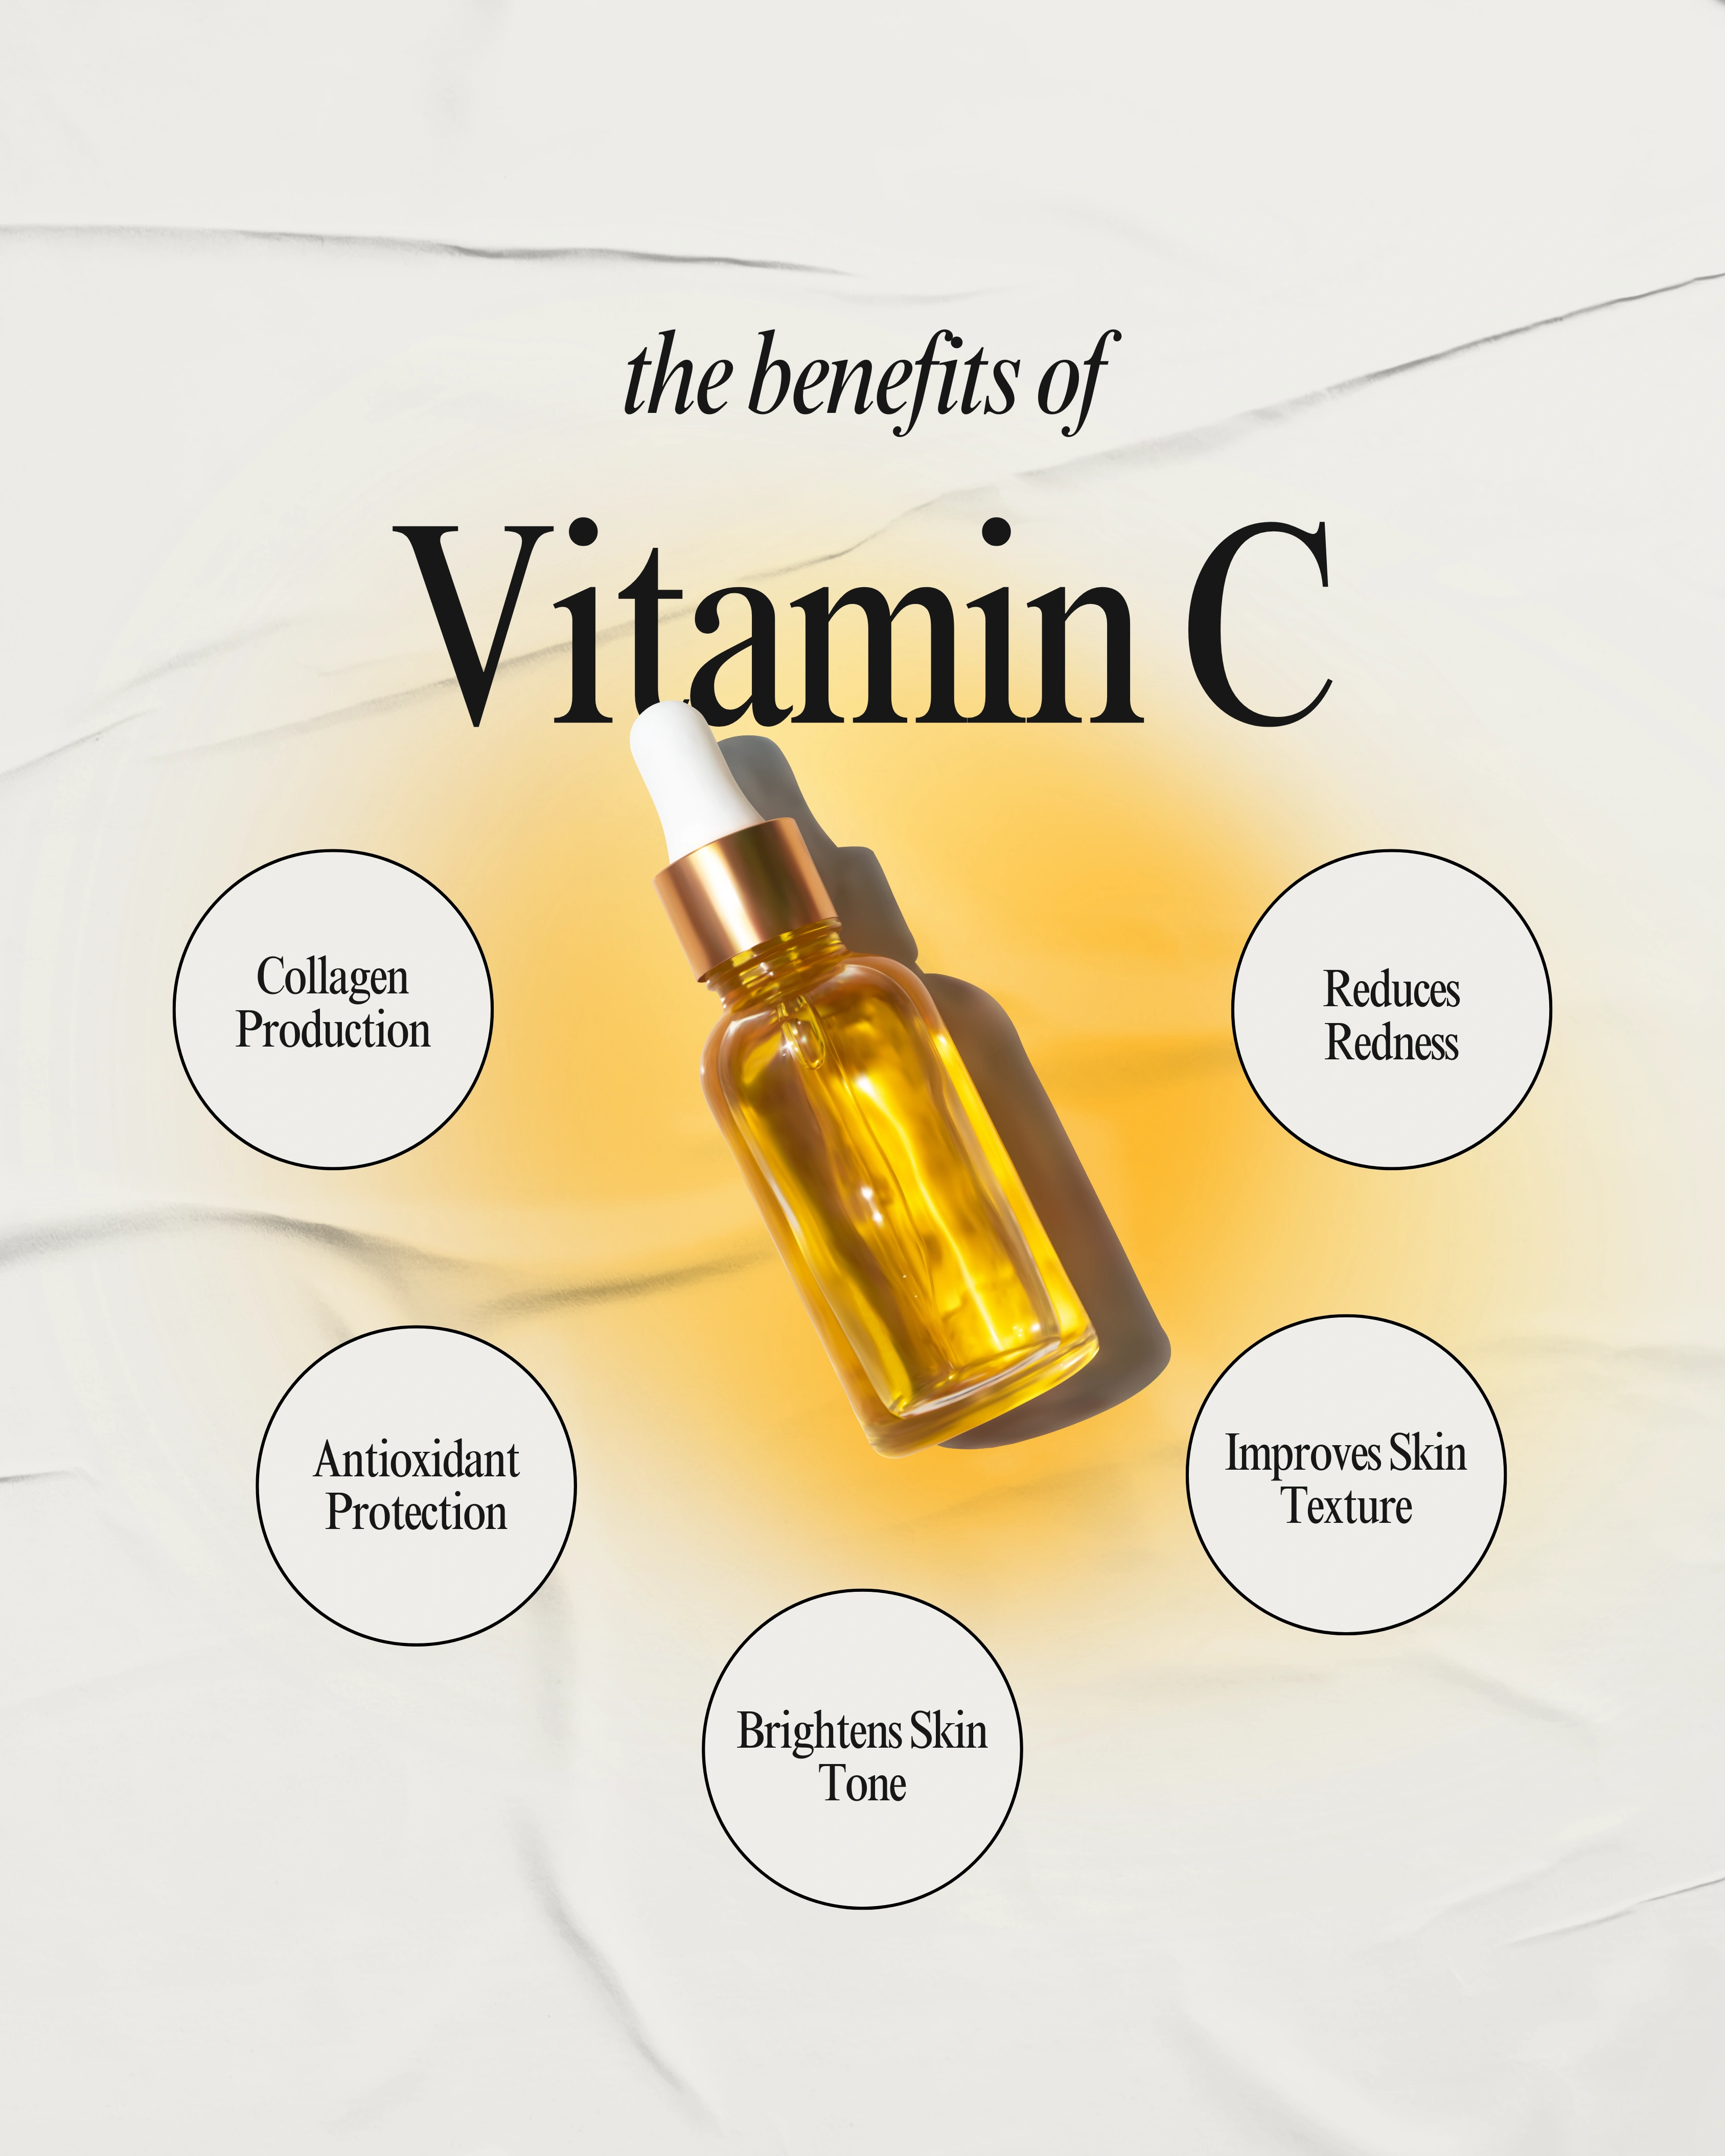 the benefits of
Vitamin C
Collagen
Production
Reduces
Redness
Antioxidant
Protection
Improves Skin
Texture
Brightens Skin
Tone